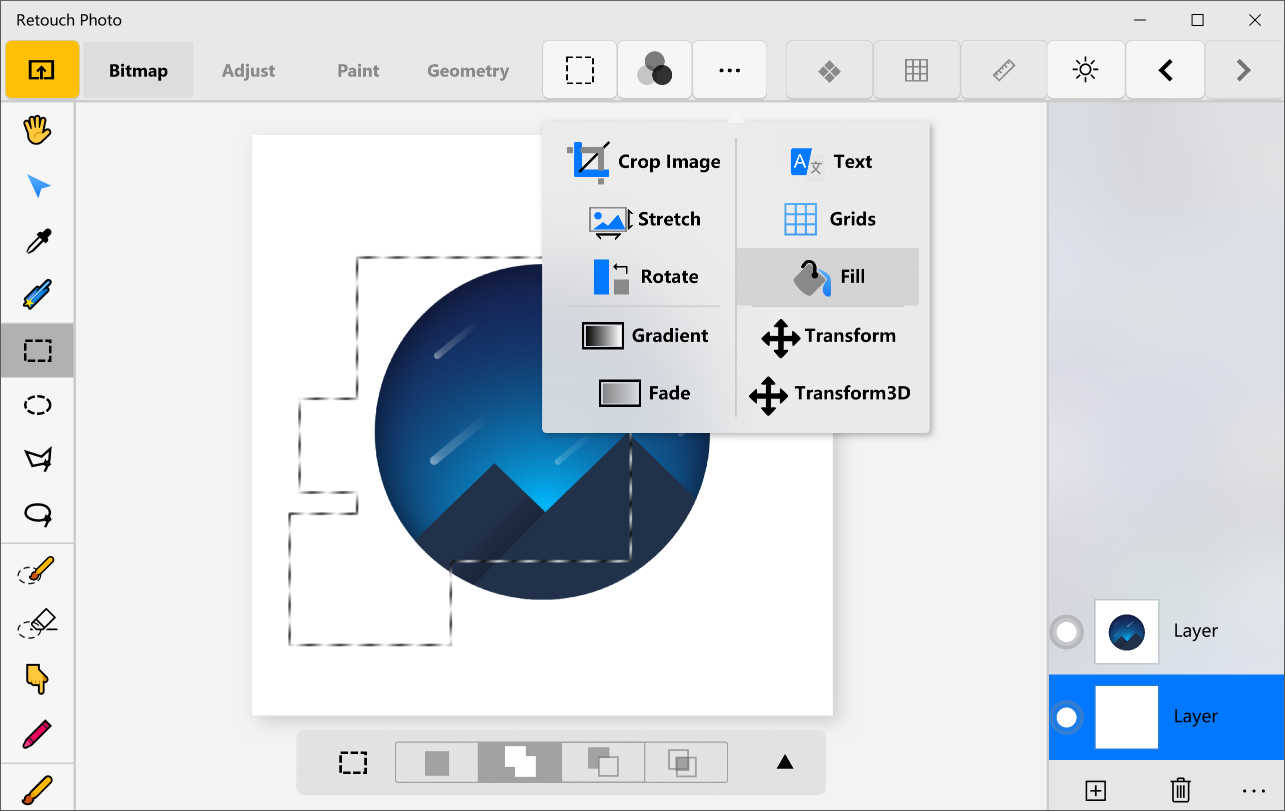 Retouch Photo
Bitmap
Adjust
Paint
Geometry
Crop Image
Text
Stretch
Grids
Rotate
Fill
Gradient
Transform
Fade
Transform3D
Layer
Layer